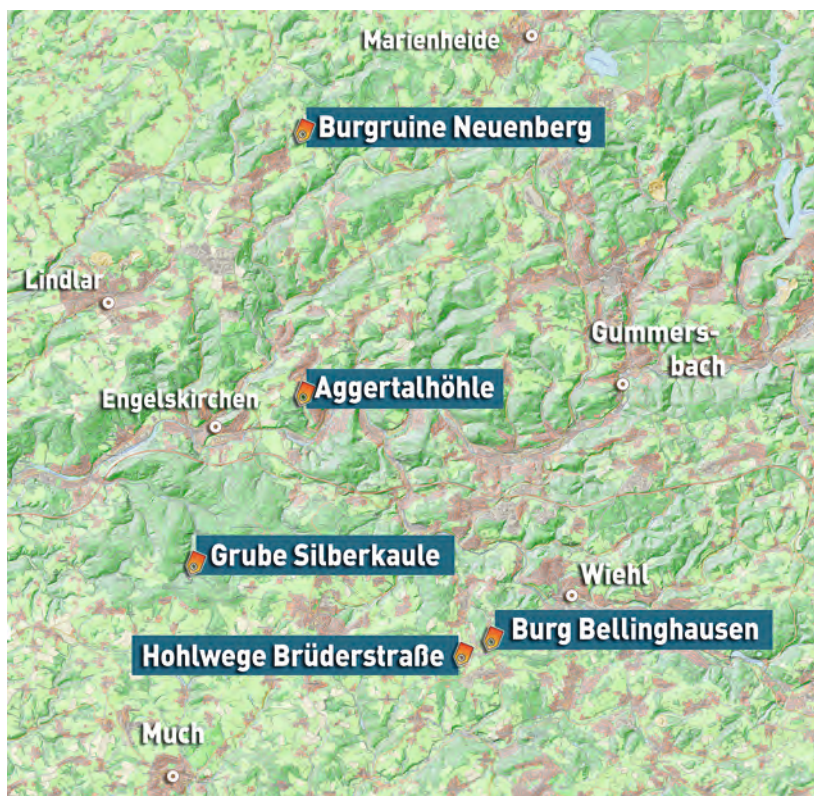 Marienheide
Burgruine Neuenberg
Lindlar
Gummers-
bach
Aggertalhöhle
Engelskirchen
Grube Silberkaule
Wiehl
Burg Bellinghausen
Hohlwege Brüderstraße
Much